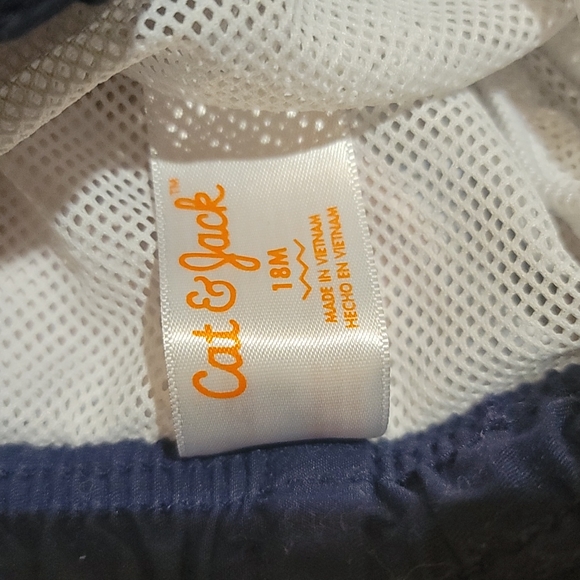 Cat & Jack™
18M
MADE IN VIETNAM
HECHO EN VIETNAM